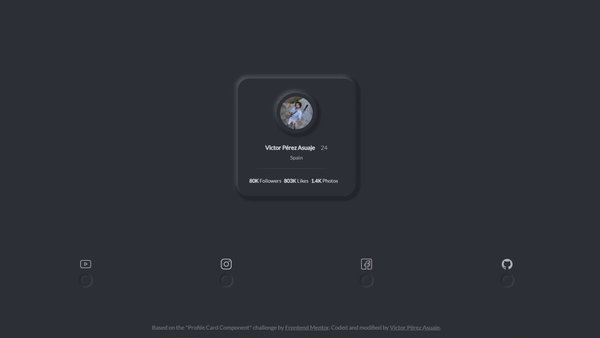 Victor Pérez Asuaje 24
Spain
80K Followers 803K Likes 1.4K Photos
Based on the "Profile Card Component" challenge by Frontend Mentor. Coded and modified by Victor Pérez Asuaje.